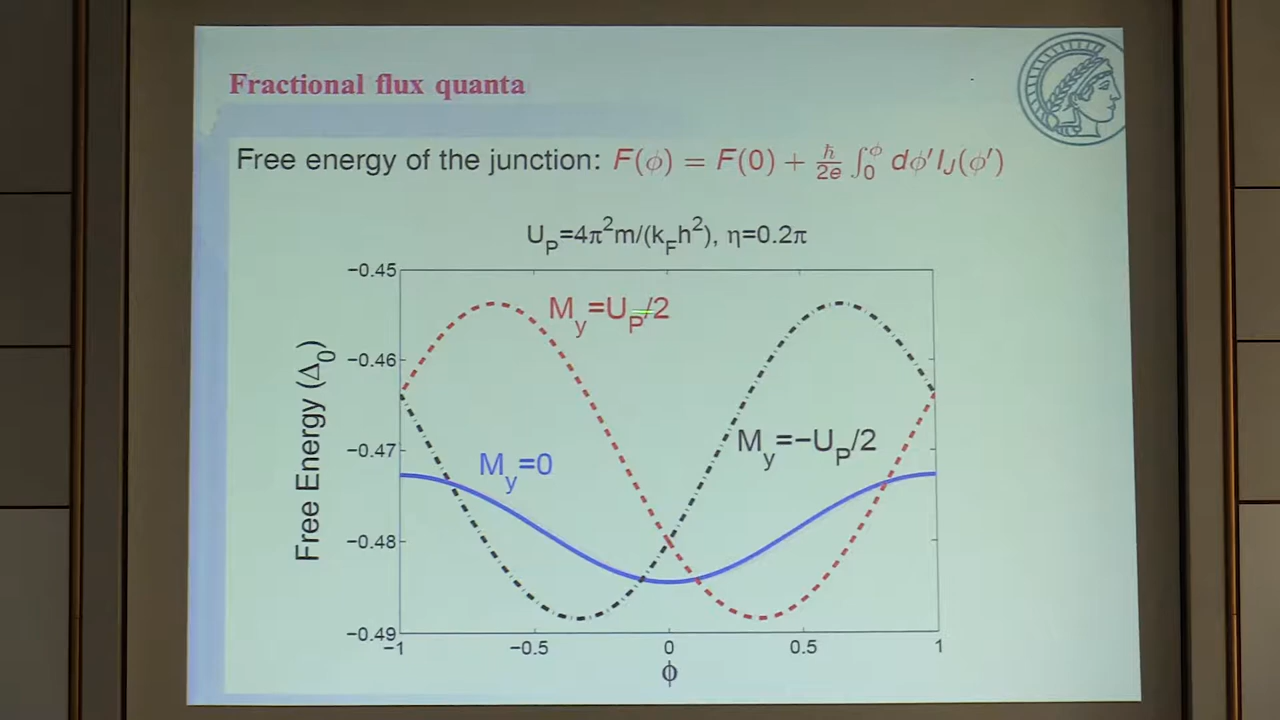 Fractional flux quanta
Free energy of the junction: F(ϕ) = F(0) + ħ/2e ∫₀^ϕ dϕ′I_J(ϕ′)
U_P=4π²m/(k_Fh²), η=0.2π
−0.45
M_y=U_P/2
−0.46
M_y=−U_P/2
−0.47
M_y=0
−0.48
−0.49
Free Energy (Δ₀)
−1
−0.5
0
0.5
1
ϕ